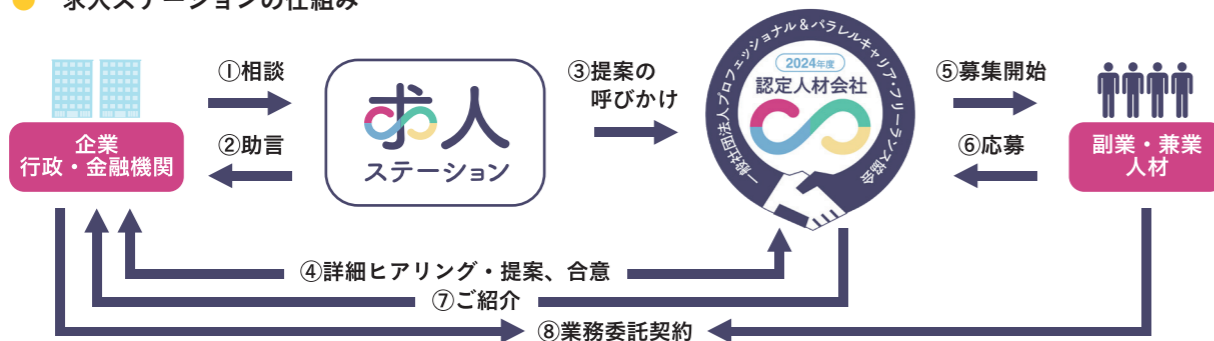 求人ステーションの仕組み
①相談
②助言
企業
行政・金融機関
求人
ステーション
③提案の
呼びかけ
一般社団法人プロフェッショナル&パラレルキャリア・フリーランス協会
2024年度
認定人材会社
⑤募集開始
⑥応募
副業・兼業
人材
④詳細ヒアリング・提案、合意
⑦ご紹介
⑧業務委託契約